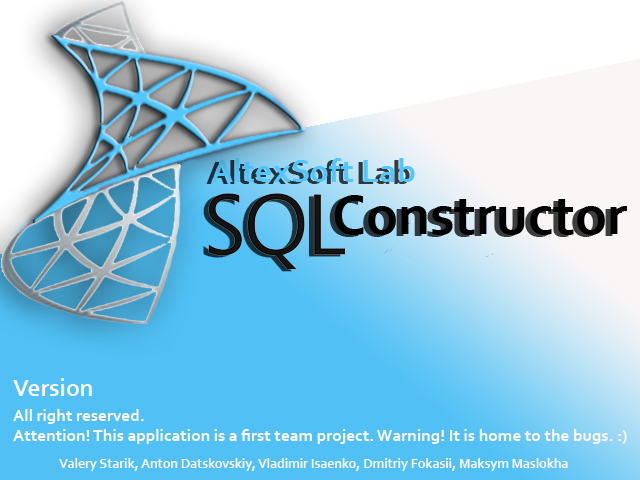 AltexSoft Lab
SQLConstructor
Version
All right reserved.
Attention! This application is a first team project. Warning! It is home to the bugs. :)
Valery Starik, Anton Datskovskiy, Vladimir Isaenko, Dmitriy Fokasii, Maksym Maslokha